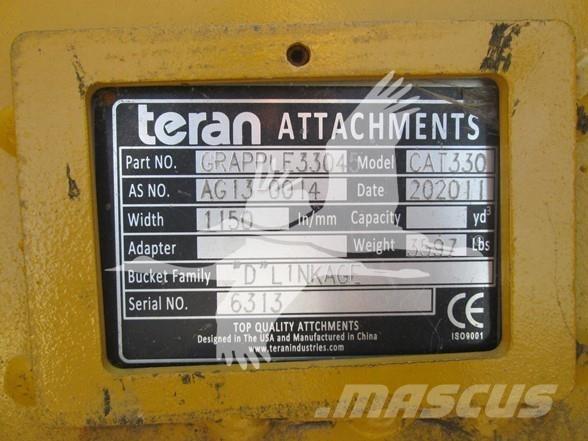 teran ATTACHMENTS
Part NO. GRAPPLE33045 Model CAT330
AS NO. AG13-0014 Date 202011
Width 1150 In/mm Capacity yd³
Adapter Weight 3597 Lbs
Bucket Family "D"LINKAGE
Serial NO. 6313
CE
ISO9001
TOP QUALITY ATTCHMENTS
Designed in The USA and Manufactured in China
www.teranindustries.com
MASCUS